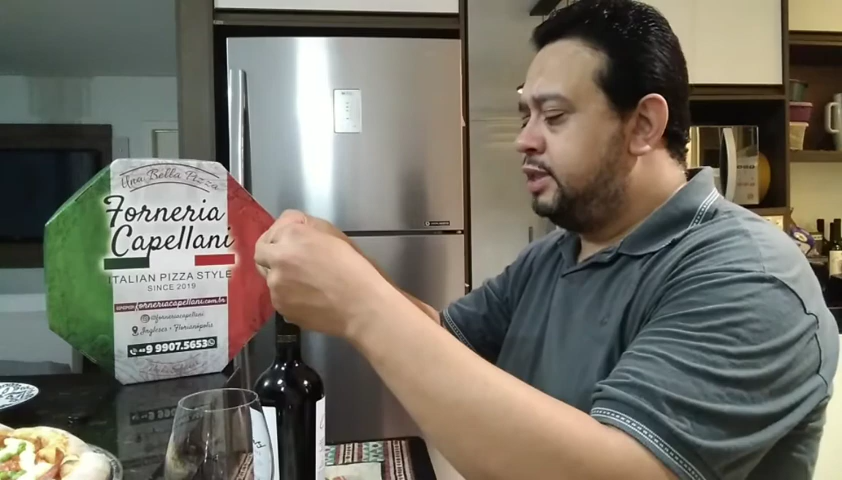 Una Bella Pizza
Forneria
Capellani
ITALIAN PIZZA STYLE
SINCE 2019
forneriacapellani.com.br
@forneriacapellani
Ingleses - Florianópolis
9 9907.5653